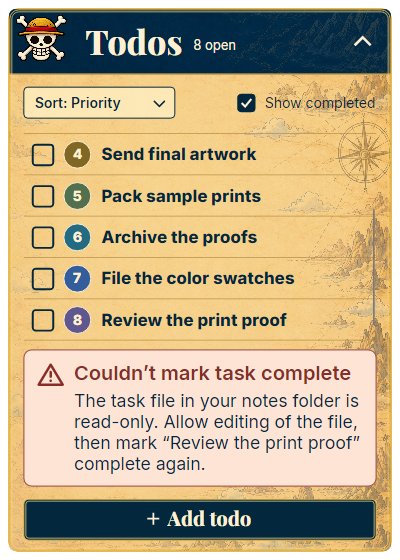 Todos 8 open
Sort: Priority
Show completed
4 Send final artwork
5 Pack sample prints
6 Archive the proofs
7 File the color swatches
8 Review the print proof
Couldn’t mark task complete
The task file in your notes folder is
read-only. Allow editing of the file,
then mark “Review the print proof”
complete again.
+ Add todo